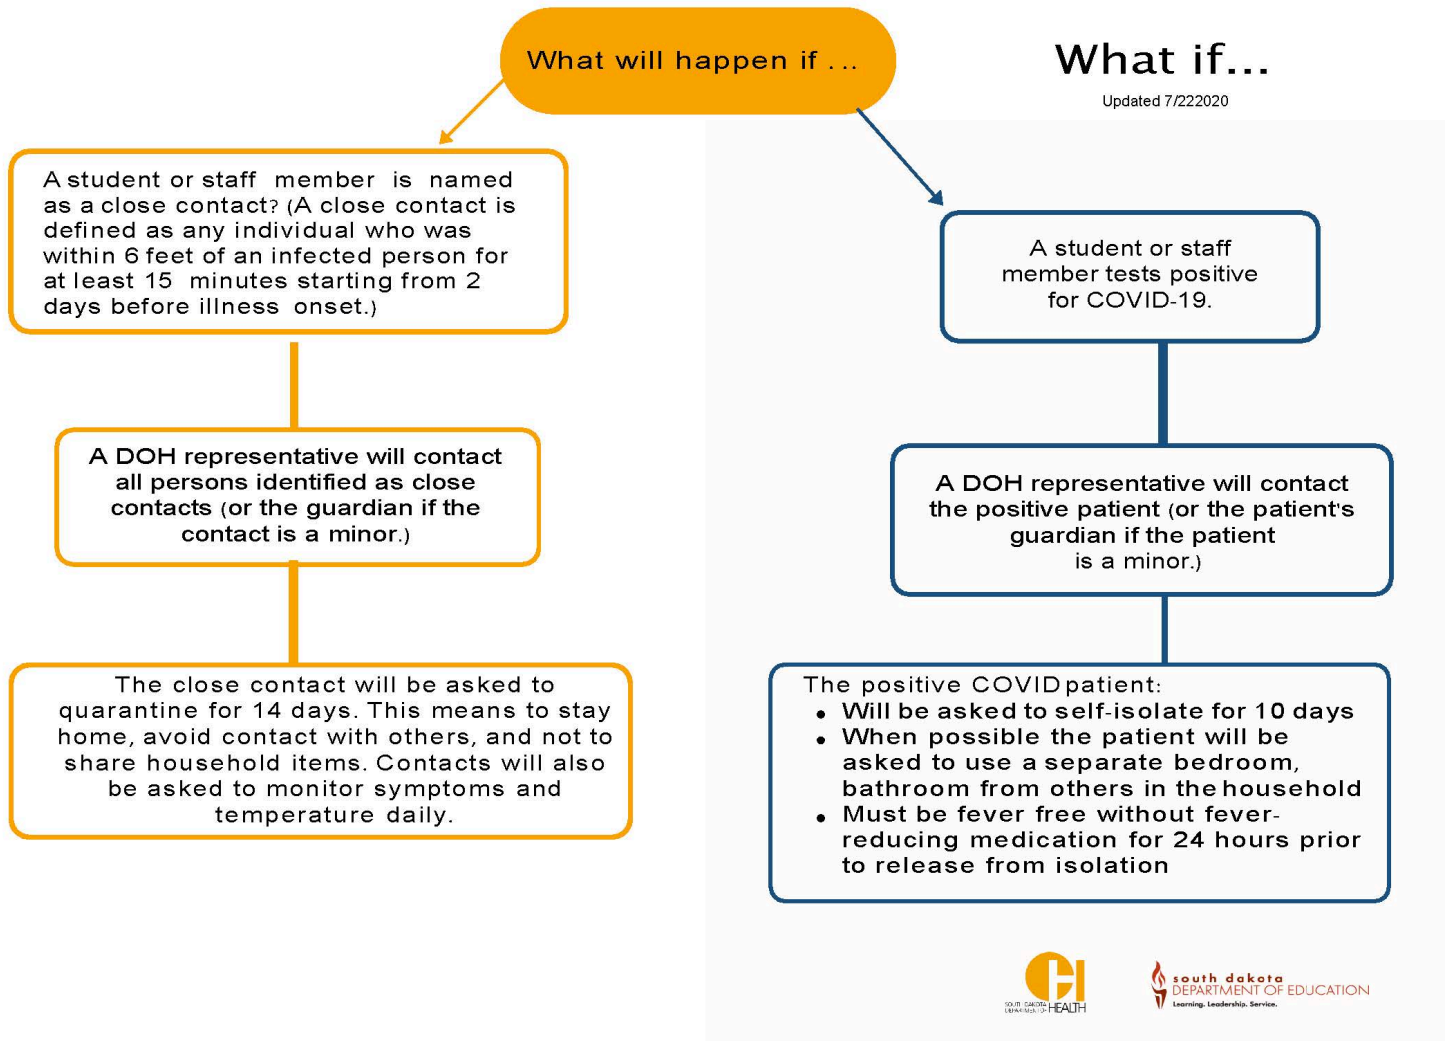 What will happen if ...
What if...
Updated 7/222020
A student or staff member is named
as a close contact? (A close contact is
defined as any individual who was
within 6 feet of an infected person for
at least 15 minutes starting from 2
days before illness onset.)
A DOH representative will contact
all persons identified as close
contacts (or the guardian if the
contact is a minor.)
The close contact will be asked to
quarantine for 14 days. This means to stay
home, avoid contact with others, and not to
share household items. Contacts will also
be asked to monitor symptoms and
temperature daily.
A student or staff
member tests positive
for COVID-19.
A DOH representative will contact
the positive patient (or the patient's
guardian if the patient
is a minor.)
The positive COVID patient:
• Will be asked to self-isolate for 10 days
• When possible the patient will be
asked to use a separate bedroom,
bathroom from others in the household
• Must be fever free without fever-
reducing medication for 24 hours prior
to release from isolation
SOUTH DAKOTA
DEPARTMENT OF HEALTH
south dakota
DEPARTMENT OF EDUCATION
Learning. Leadership. Service.